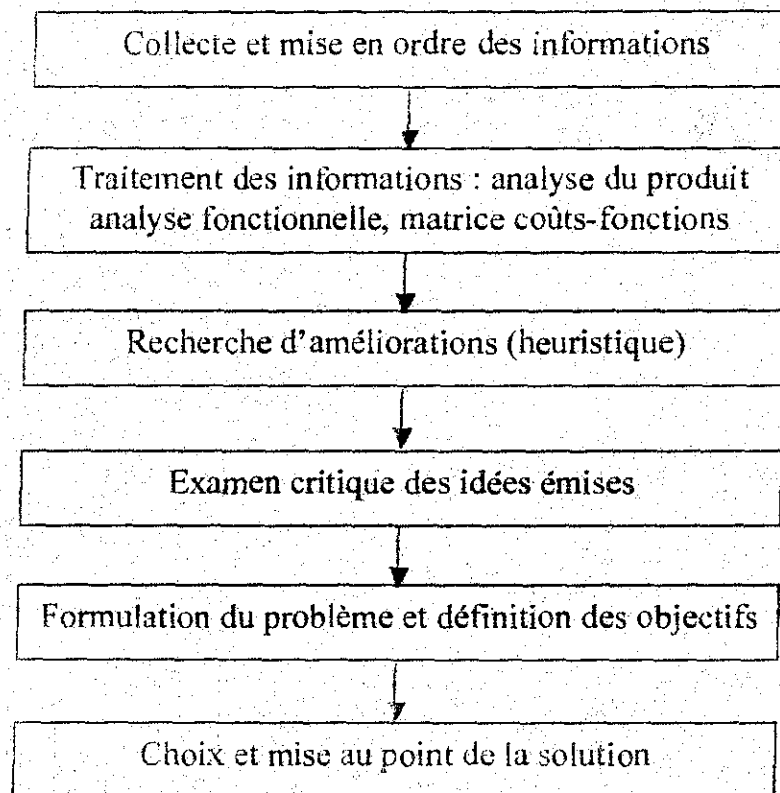 Collecte et mise en ordre des informations
Traitement des informations : analyse du produit
analyse fonctionnelle, matrice coûts-fonctions
Recherche d'améliorations (heuristique)
Examen critique des idées émises
Formulation du problème et définition des objectifs
Choix et mise au point de la solution